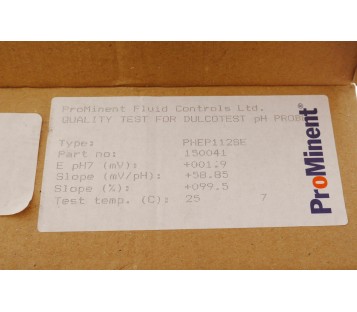 ProMinent Fluid Controls Ltd.
QUALITY TEST FOR DULCOTEST pH PROBE
Type: PHEP112SE
Part no: 150041
E pH7 (mV): +001.9
Slope (mV/pH): +58.85
Slope (%): +099.5
Test temp. (C): 25 7
ProMinent